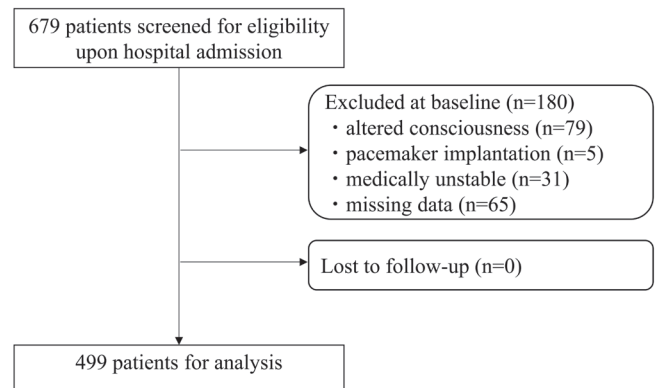 679 patients screened for eligibility
upon hospital admission
Excluded at baseline (n=180)
・altered consciousness (n=79)
・pacemaker implantation (n=5)
・medically unstable (n=31)
・missing data (n=65)
Lost to follow-up (n=0)
499 patients for analysis